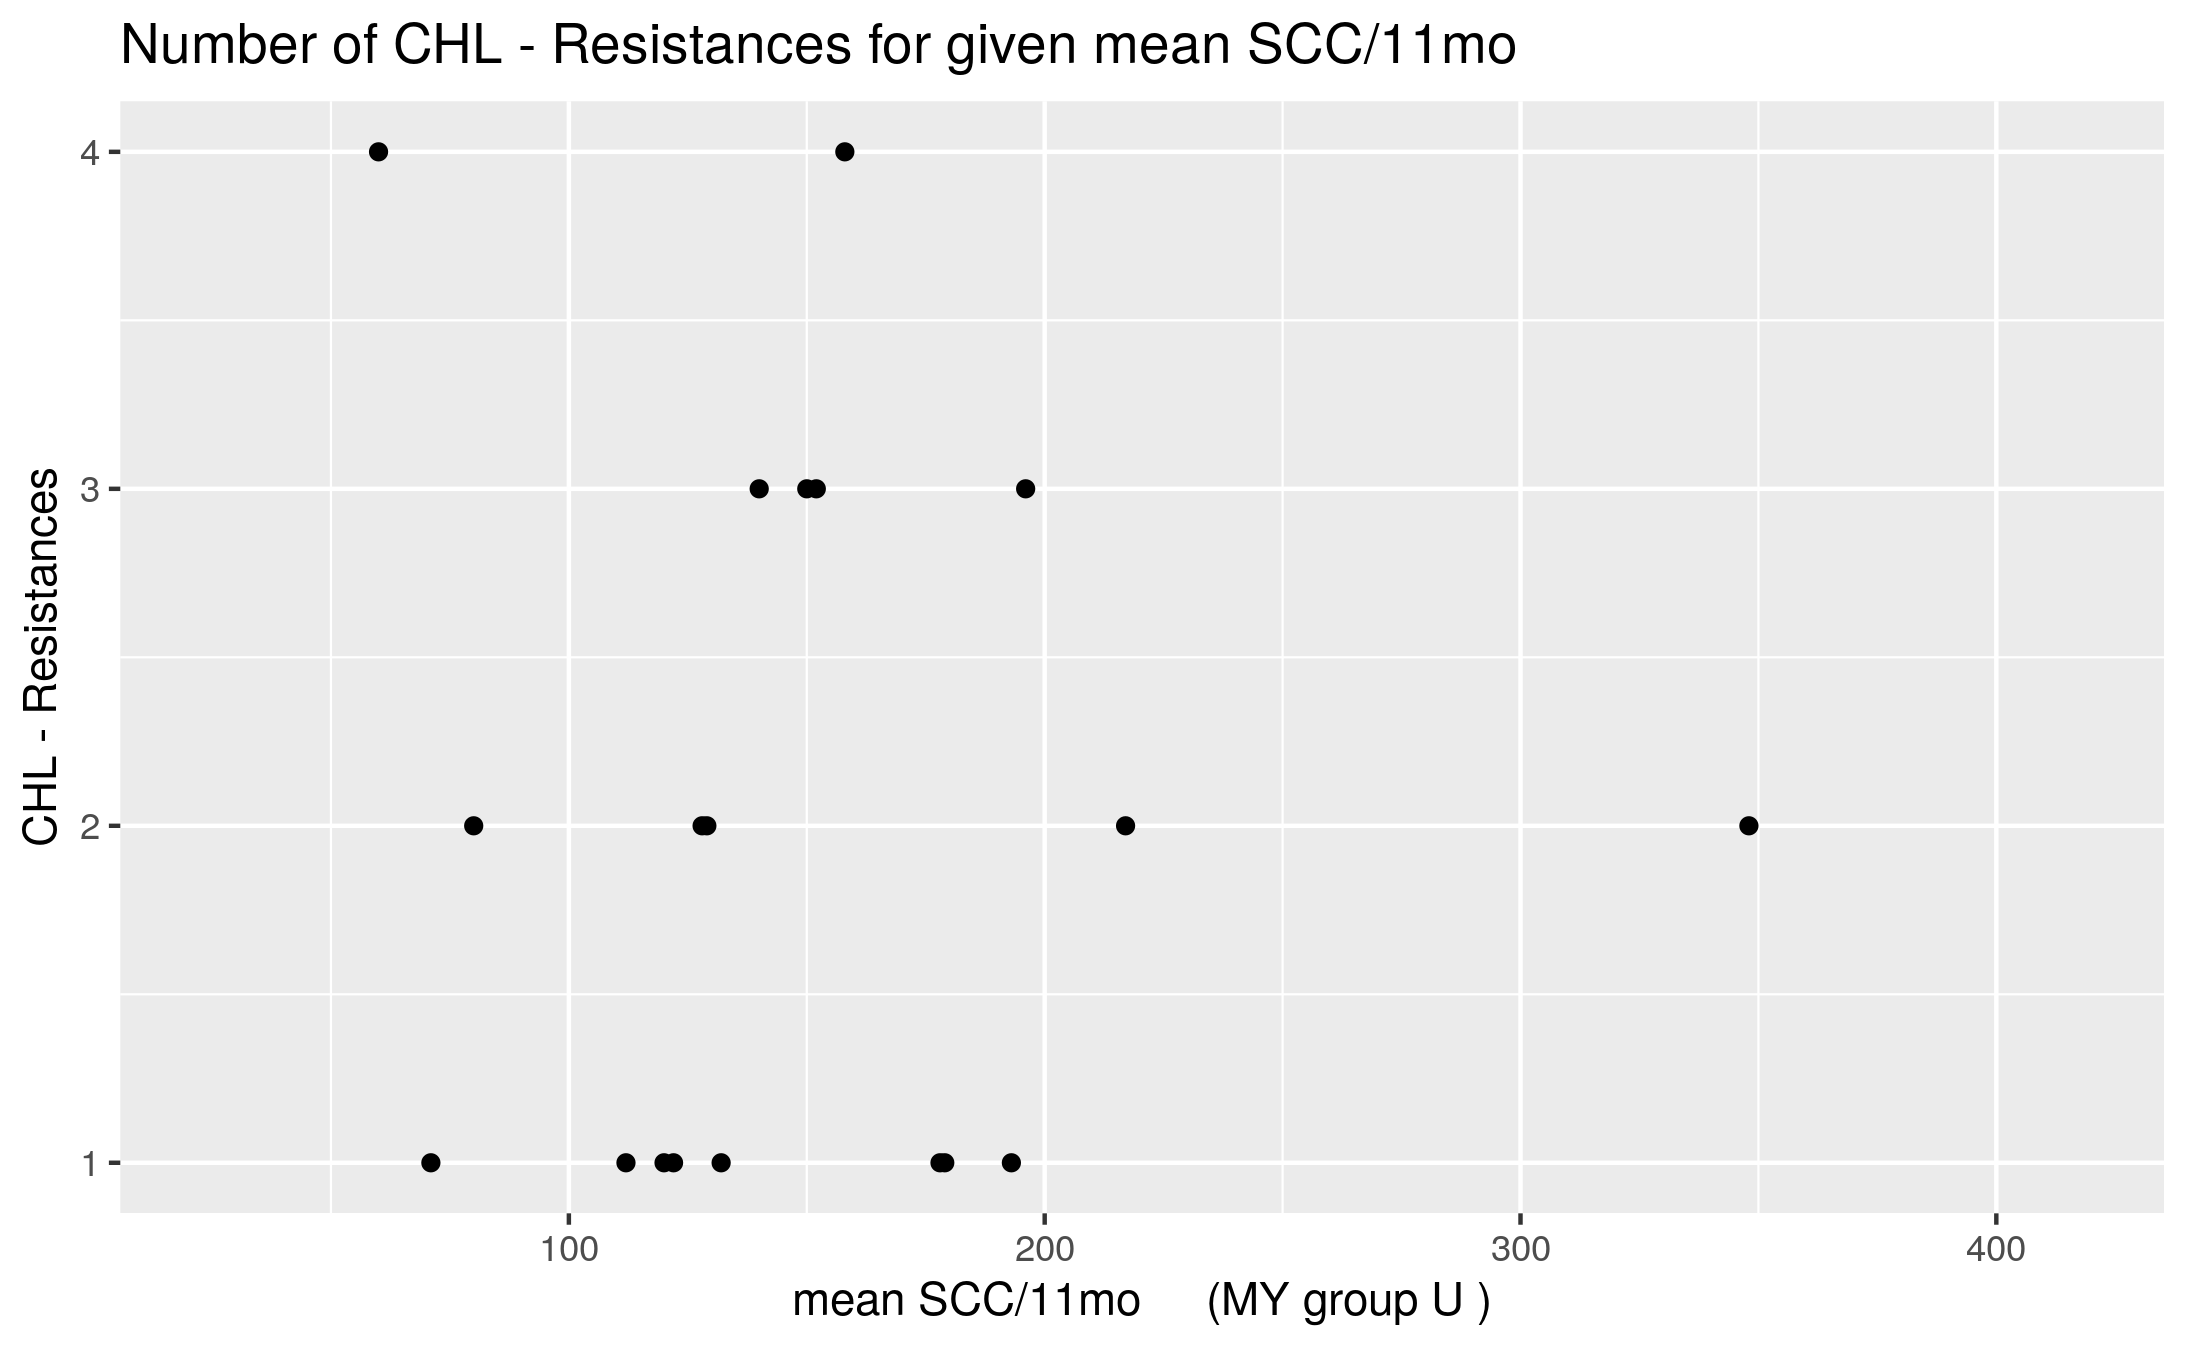 Number of CHL - Resistances for given mean SCC/11mo
CHL - Resistances
4
3
2
1
100 200 300 400
mean SCC/11mo (MY group U )